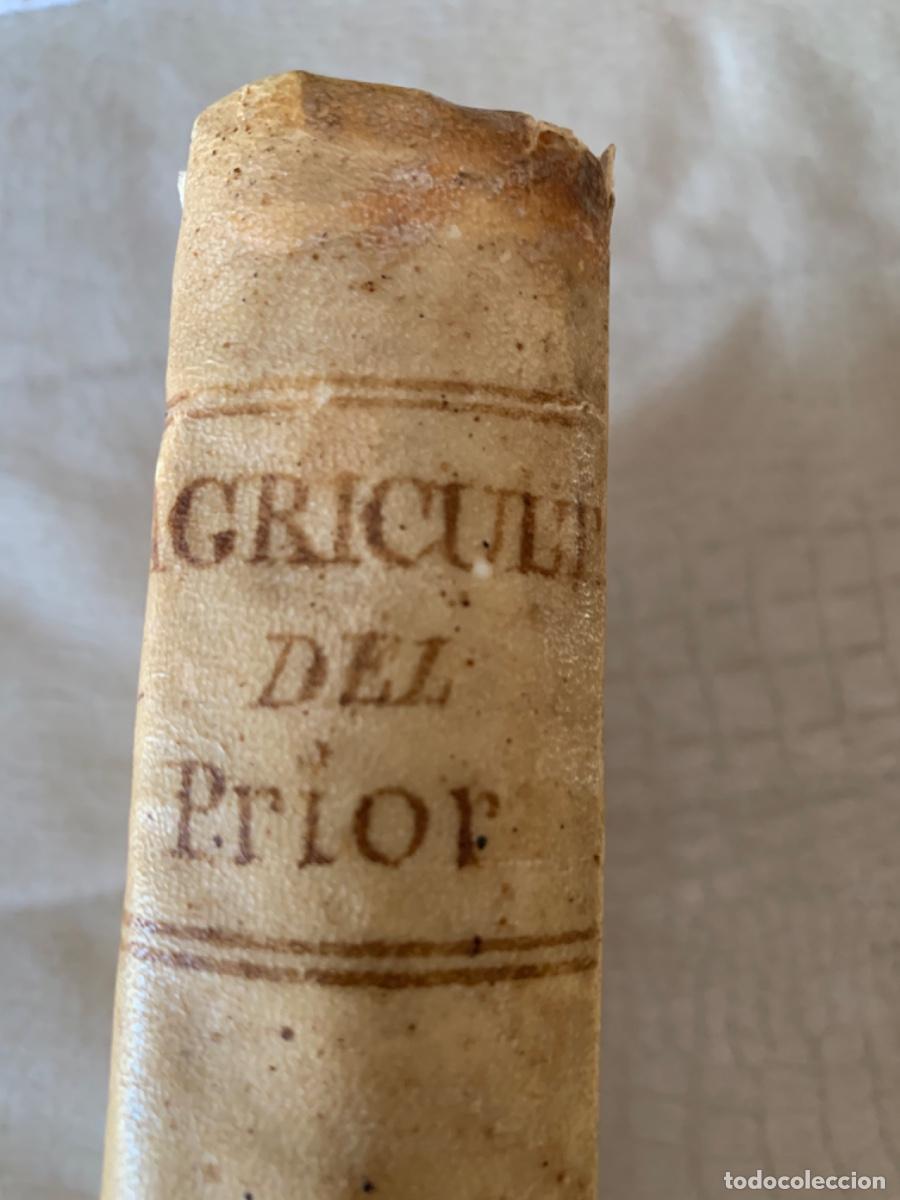 AGRICULT
DEL
Prior
todocoleccion